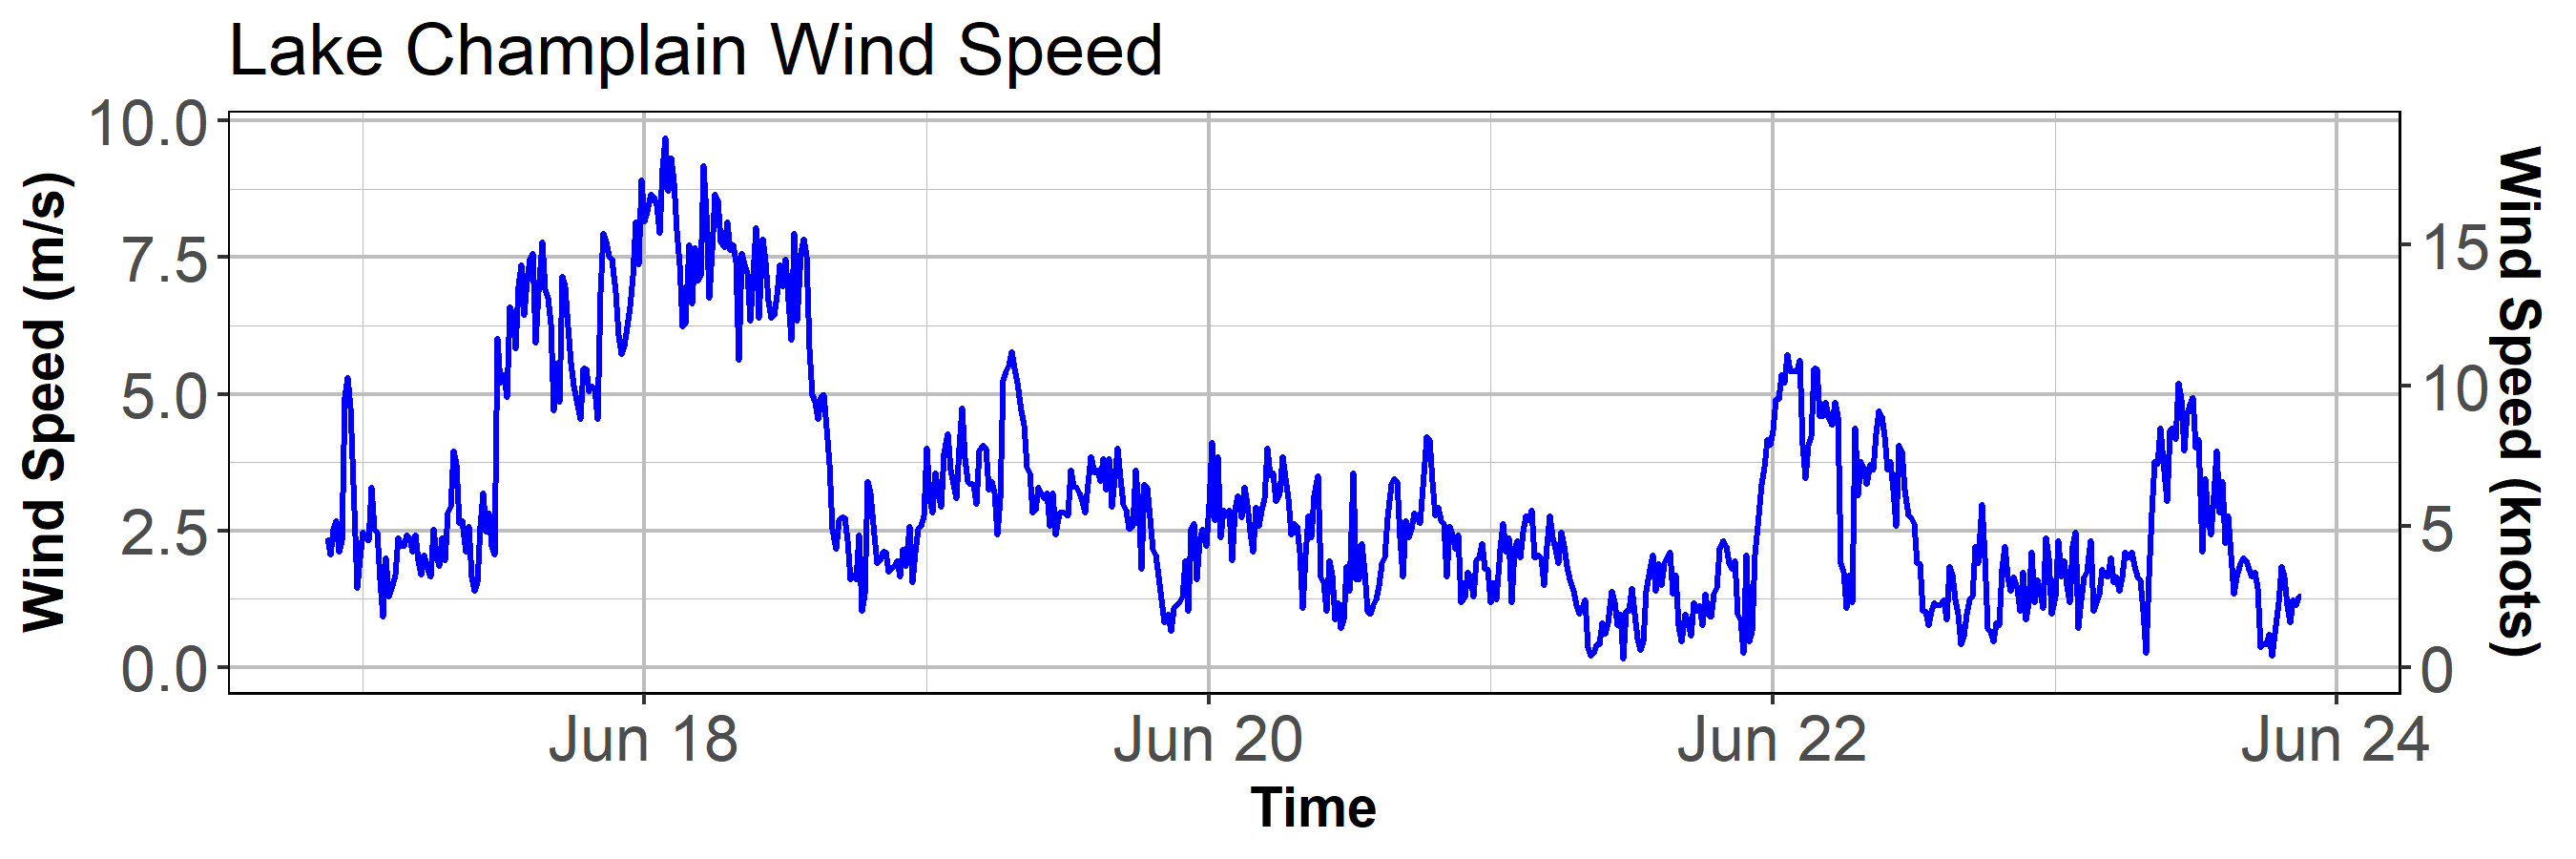 Lake Champlain Wind Speed
10.0
7.5
5.0
2.5
0.0
Wind Speed (m/s)
15
10
5
0
Wind Speed (knots)
Jun 18
Jun 20
Jun 22
Jun 24
Time